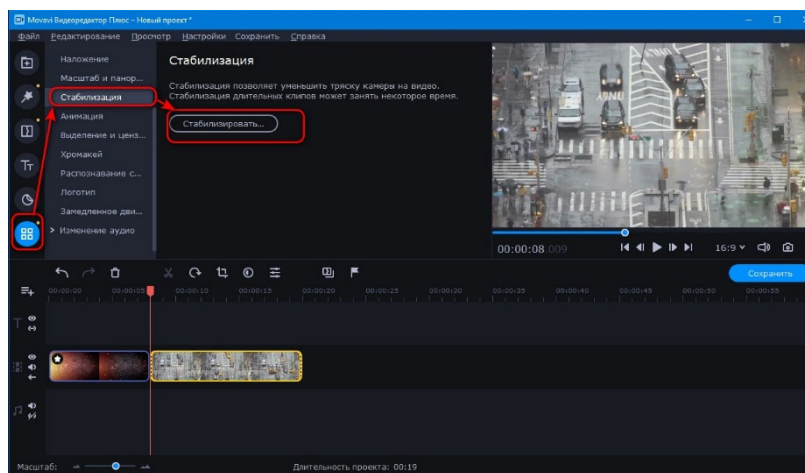 Movavi Видеоредактор Плюс – Новый проект *
Файл Редактирование Просмотр Настройки Сохранить Справка
Наложение
Масштаб и панор...
Стабилизация
Анимация
Выделение и ценз...
Хромакей
Распознавание с...
Логотип
Замедленное дви...
Изменение аудио
Стабилизация
Стабилизация позволяет уменьшить тряску камеры на видео.
Стабилизация длительных клипов может занять некоторое время.
Стабилизировать...
00:00:08.009
16:9
Сохранить
00:00:00 00:00:05 00:00:10 00:00:15 00:00:20 00:00:25 00:00:30 00:00:35 00:00:40 00:00:45 00:00:50 00:00:55
Масштаб:
Длительность проекта: 00:19